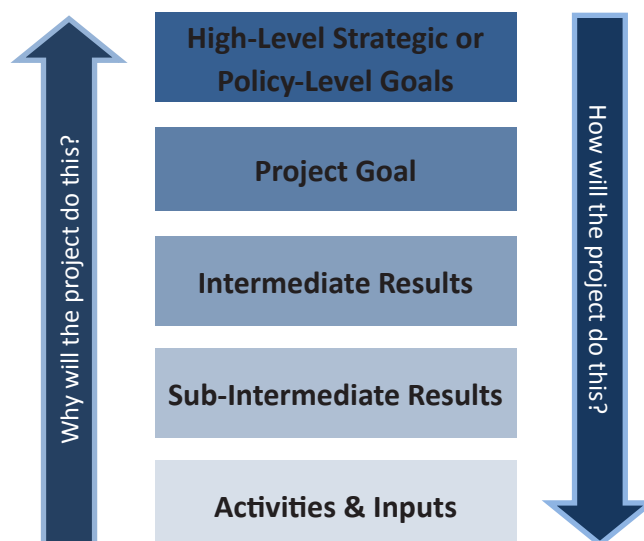 High-Level Strategic or
Policy-Level Goals
Project Goal
Intermediate Results
Sub-Intermediate Results
Activities & Inputs
Why will the project do this?
How will the project do this?